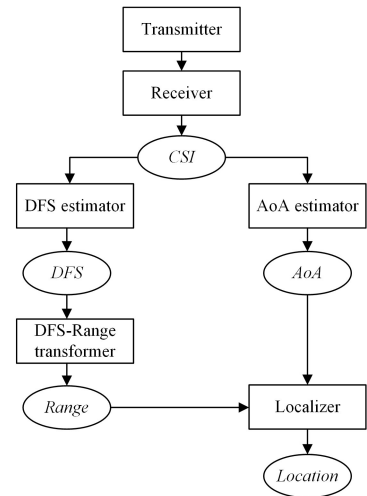 Transmitter
Receiver
CSI
DFS estimator
AoA estimator
DFS
AoA
DFS-Range
transformer
Range
Localizer
Location